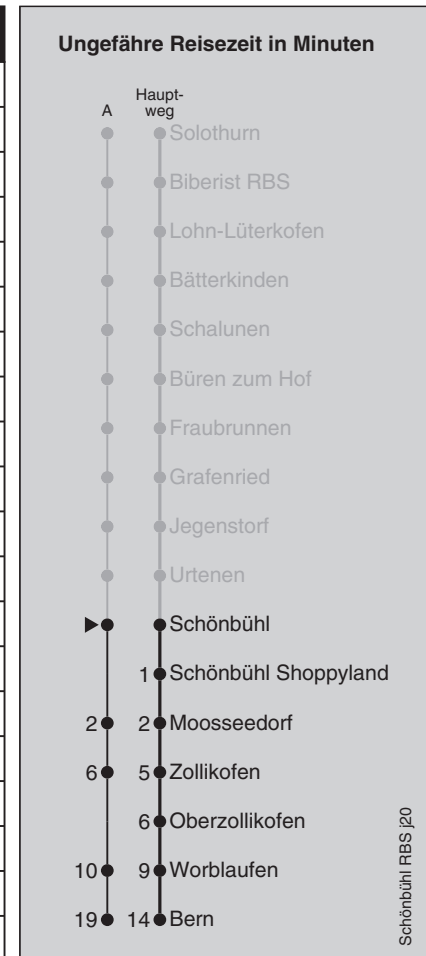 Ungefähre Reisezeit in Minuten
Haupt-
A weg
Solothurn
Biberist RBS
Lohn-Lüterkofen
Bätterkinden
Schalunen
Büren zum Hof
Fraubrunnen
Grafenried
Jegenstorf
Urtenen
Schönbühl
1 Schönbühl Shoppyland
2 2 Moosseedorf
6 5 Zollikofen
6 Oberzollikofen
10 9 Worblaufen
19 14 Bern
Schönbühl RBS j20